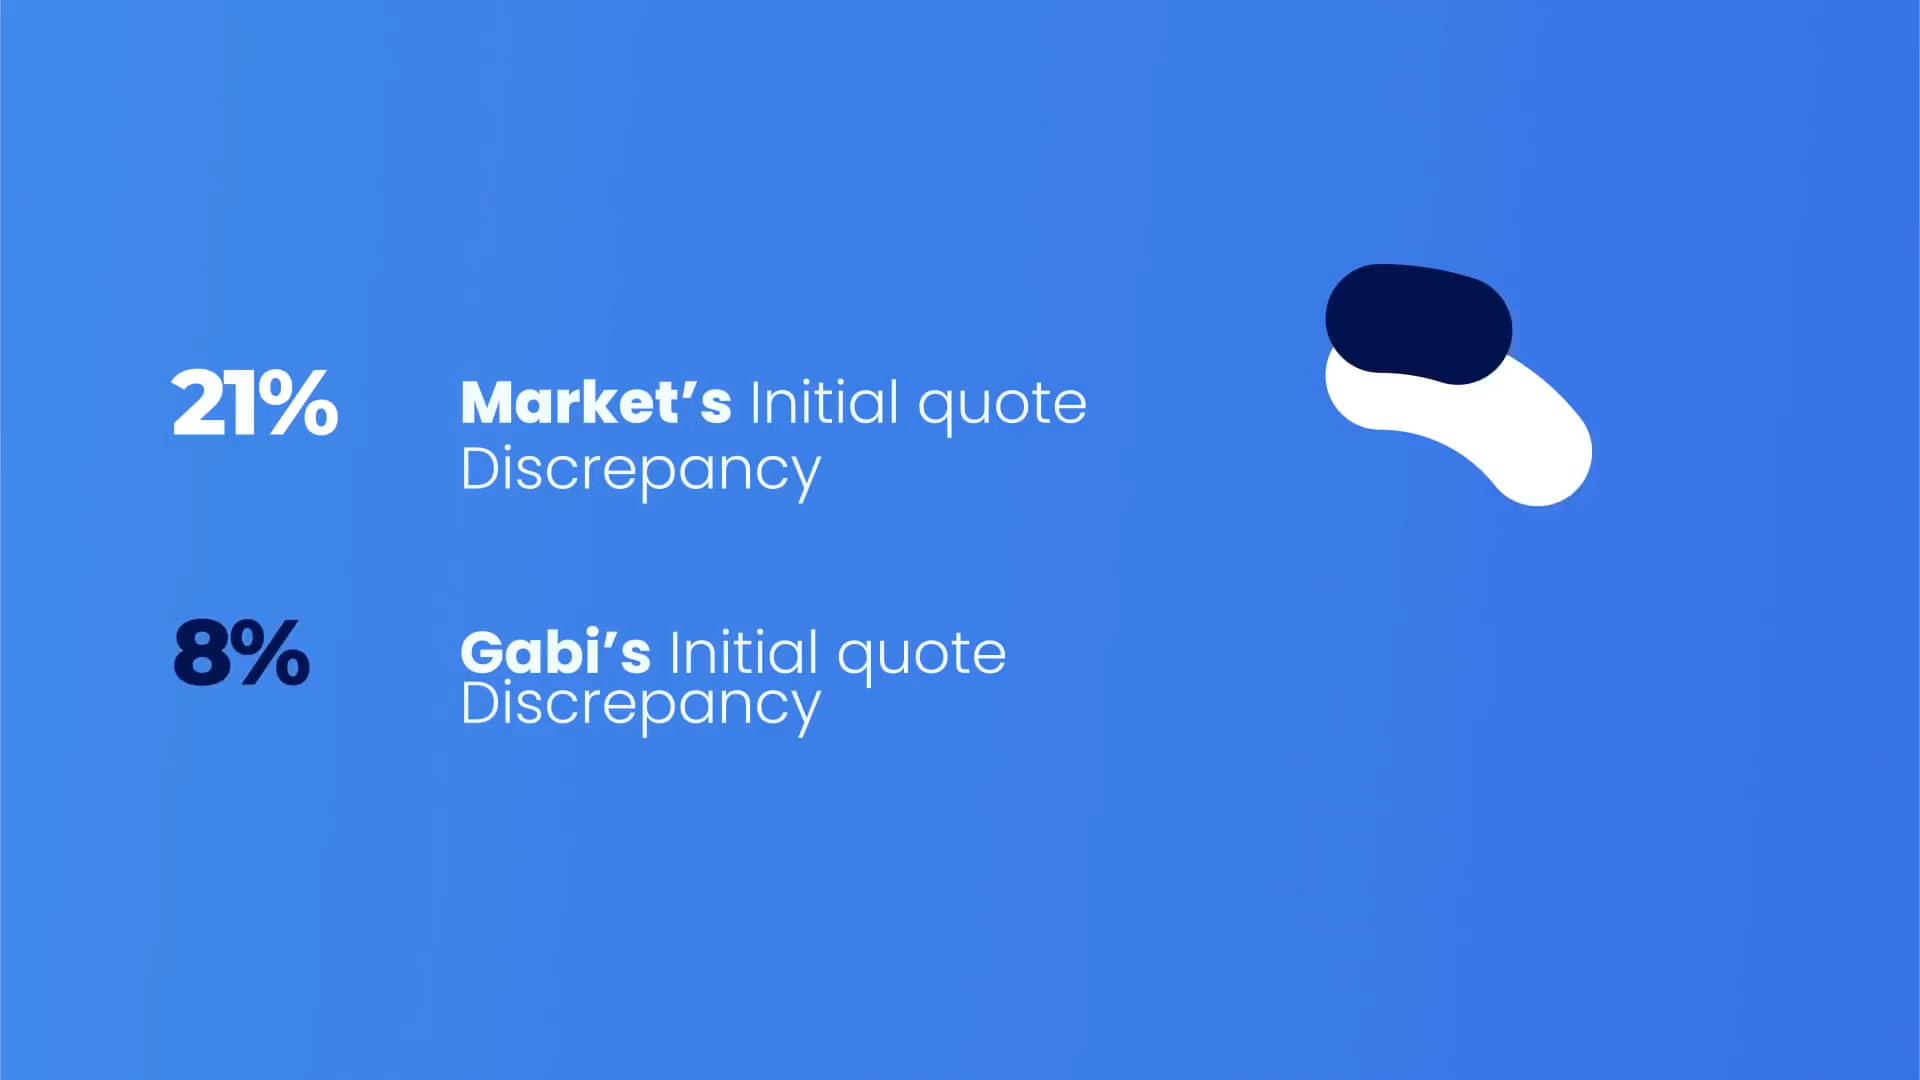 21%
Market’s Initial quote
Discrepancy
8%
Gabi’s Initial quote
Discrepancy